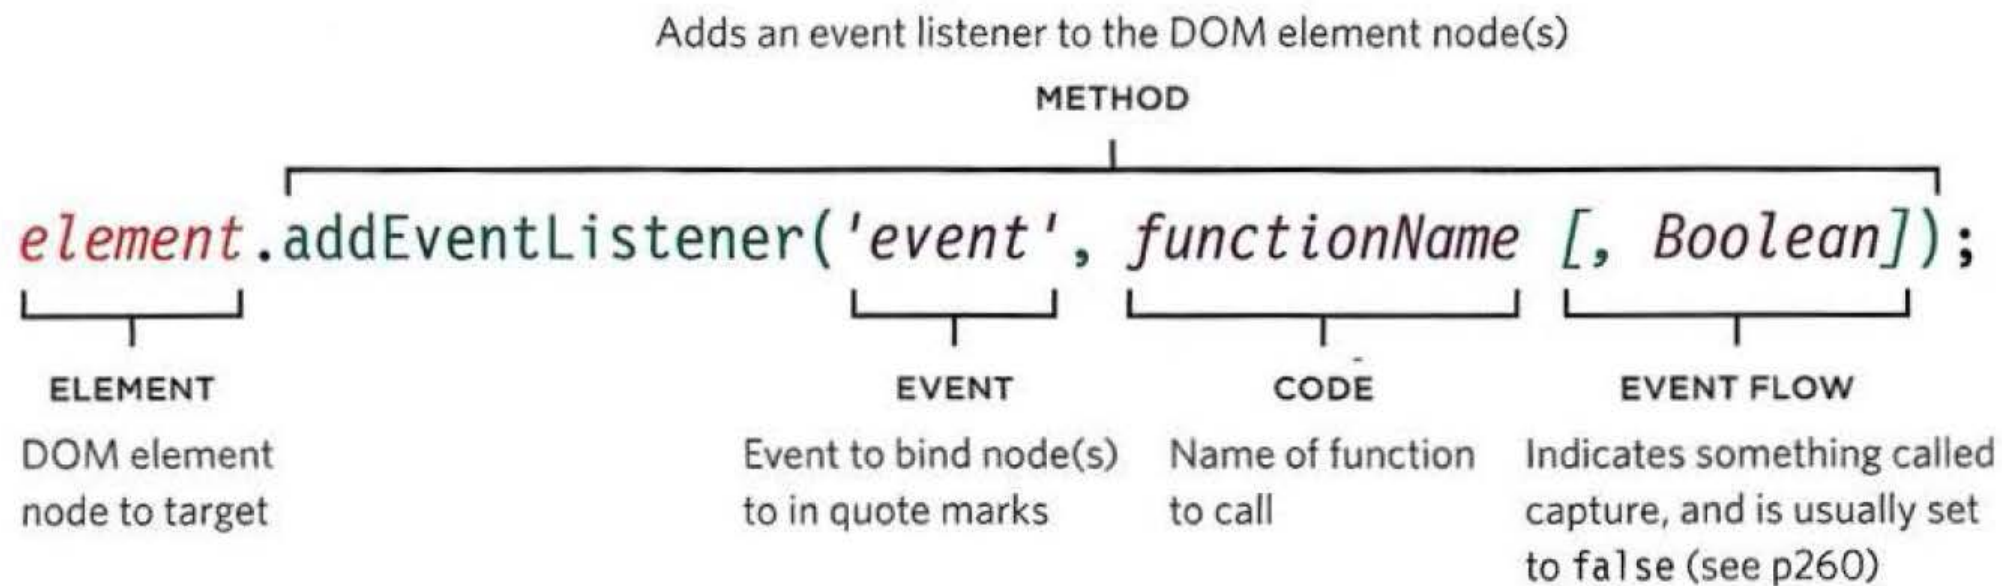 Adds an event listener to the DOM element node(s)
METHOD
element.addEventListener('event', functionName [, Boolean]);
ELEMENT
DOM element
node to target
EVENT
Event to bind node(s)
to in quote marks
CODE
Name of function
to call
EVENT FLOW
Indicates something called
capture, and is usually set
to false (see p260)